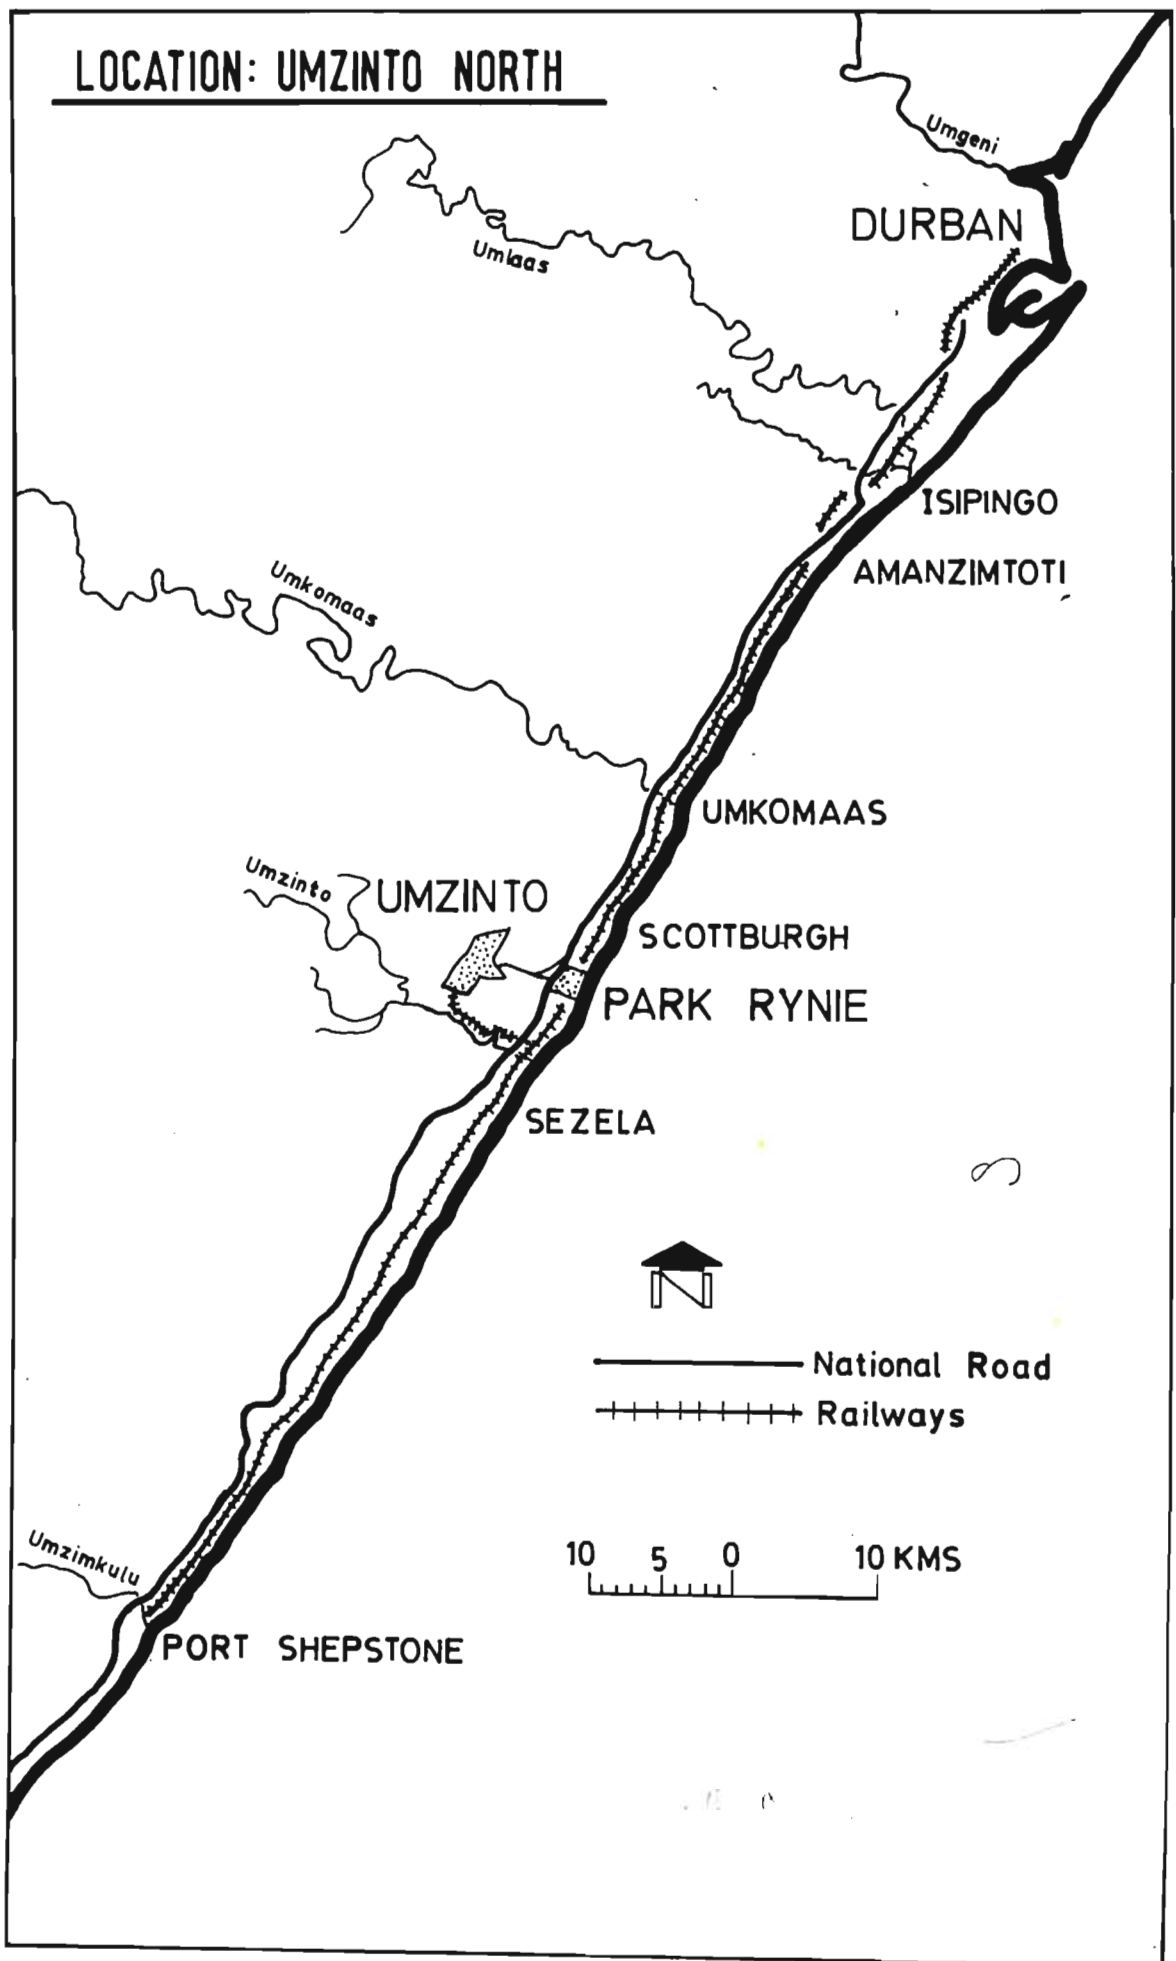 LOCATION: UMZINTO NORTH
Umgeni
DURBAN
Umlaas
ISIPINGO
AMANZIMTOTI
Umkomaas
UMKOMAAS
Umzinto
UMZINTO
SCOTTBURGH
PARK RYNIE
SEZELA
N
National Road
Railways
10 5 0 10 KMS
Umzimkulu
PORT SHEPSTONE